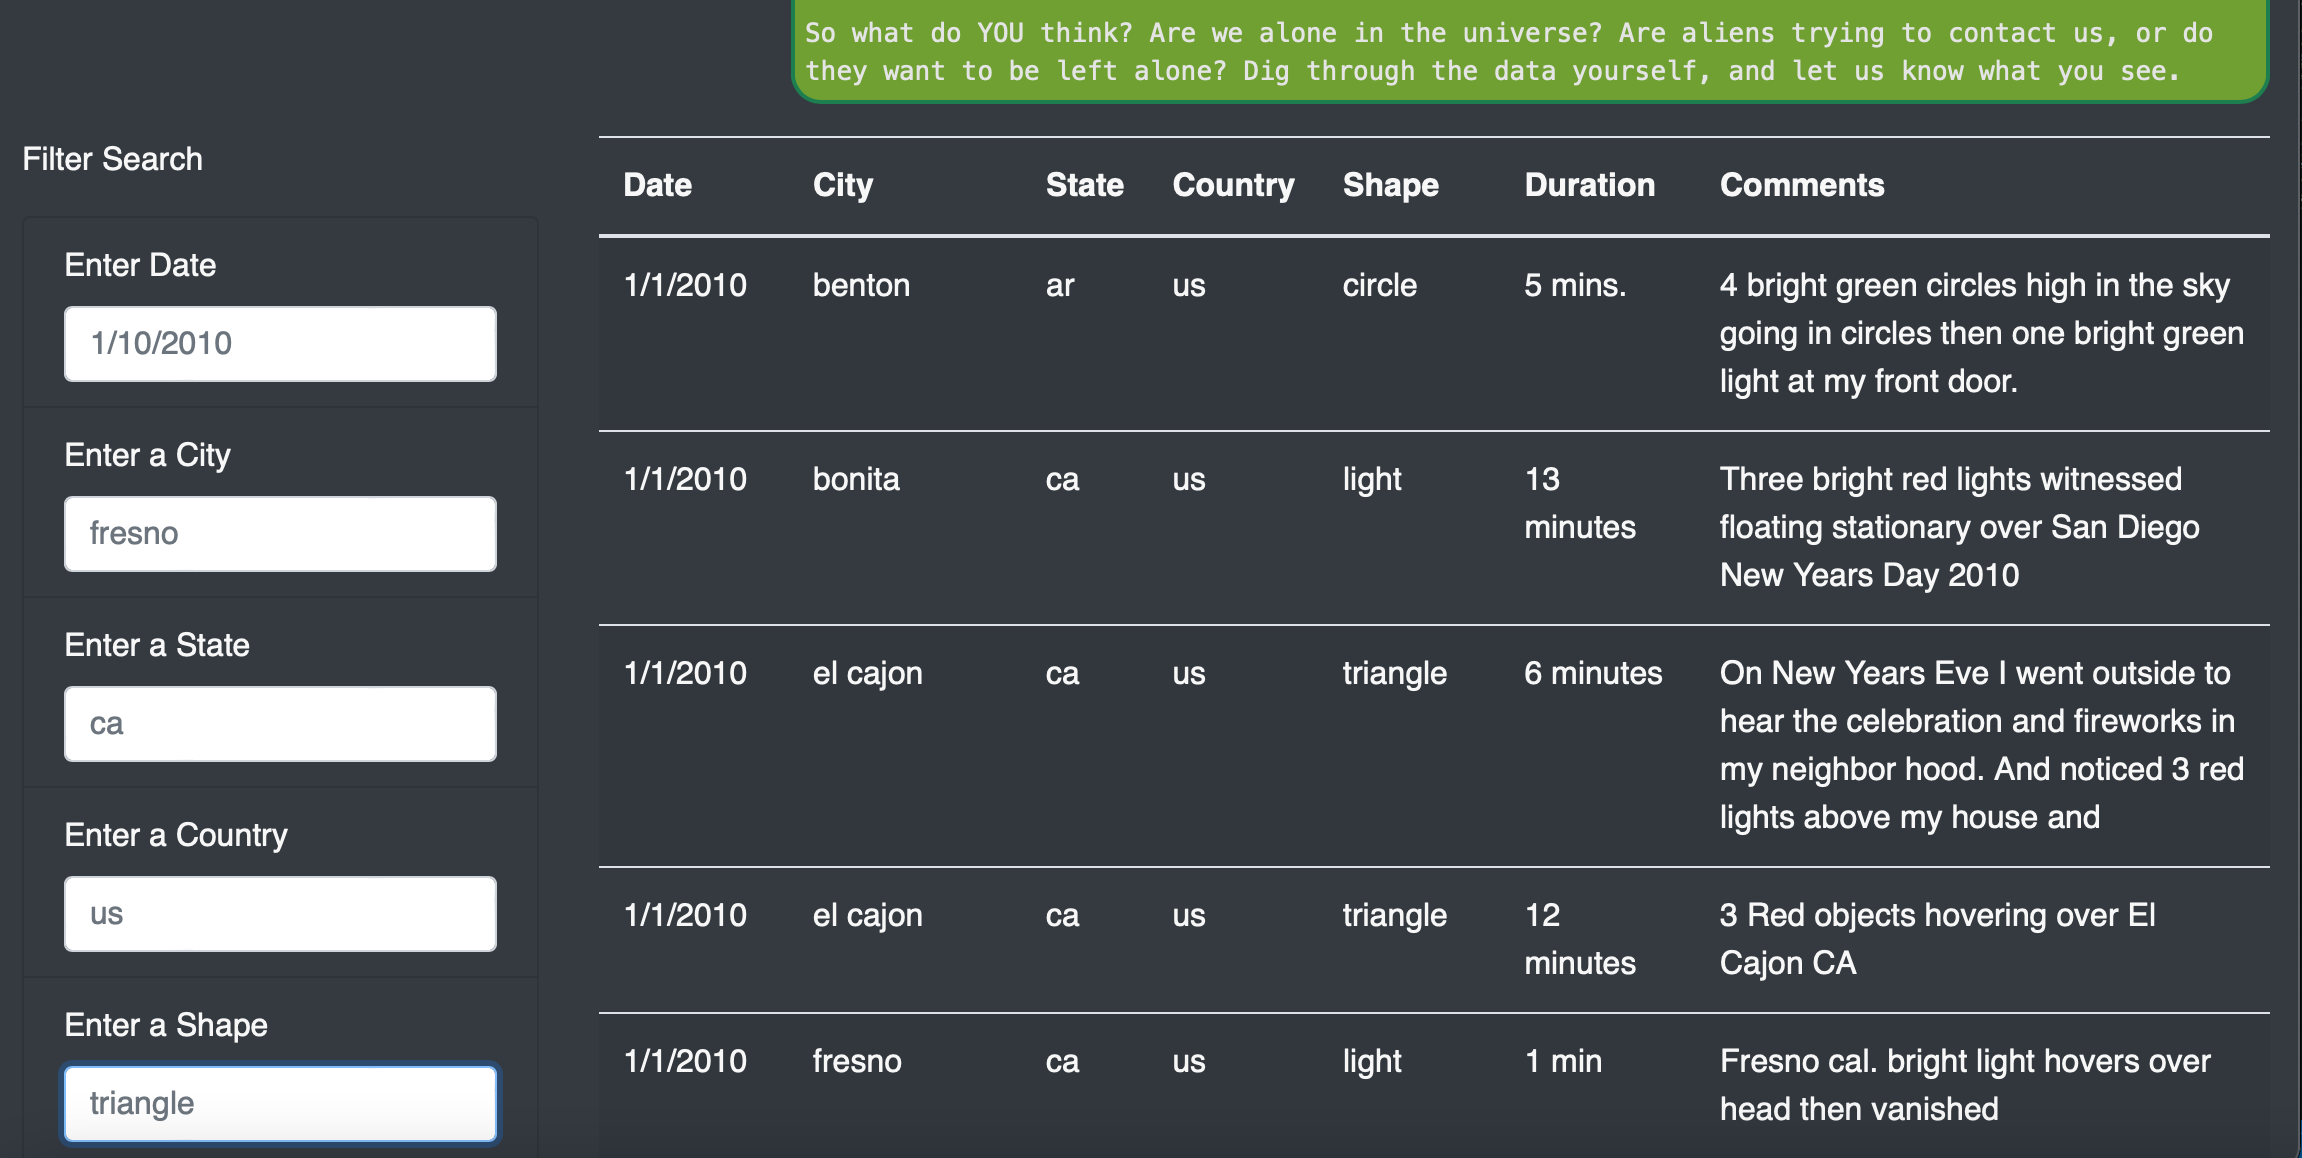 So what do YOU think? Are we alone in the universe? Are aliens trying to contact us, or do
they want to be left alone? Dig through the data yourself, and let us know what you see.
Filter Search
Enter Date
1/10/2010
Enter a City
fresno
Enter a State
ca
Enter a Country
us
Enter a Shape
triangle
Date City State Country Shape Duration Comments
1/1/2010 benton ar us circle 5 mins. 4 bright green circles high in the sky
going in circles then one bright green
light at my front door.
1/1/2010 bonita ca us light 13 Three bright red lights witnessed
minutes floating stationary over San Diego
New Years Day 2010
1/1/2010 el cajon ca us triangle 6 minutes On New Years Eve I went outside to
hear the celebration and fireworks in
my neighbor hood. And noticed 3 red
lights above my house and
1/1/2010 el cajon ca us triangle 12 3 Red objects hovering over El
minutes Cajon CA
1/1/2010 fresno ca us light 1 min Fresno cal. bright light hovers over
head then vanished